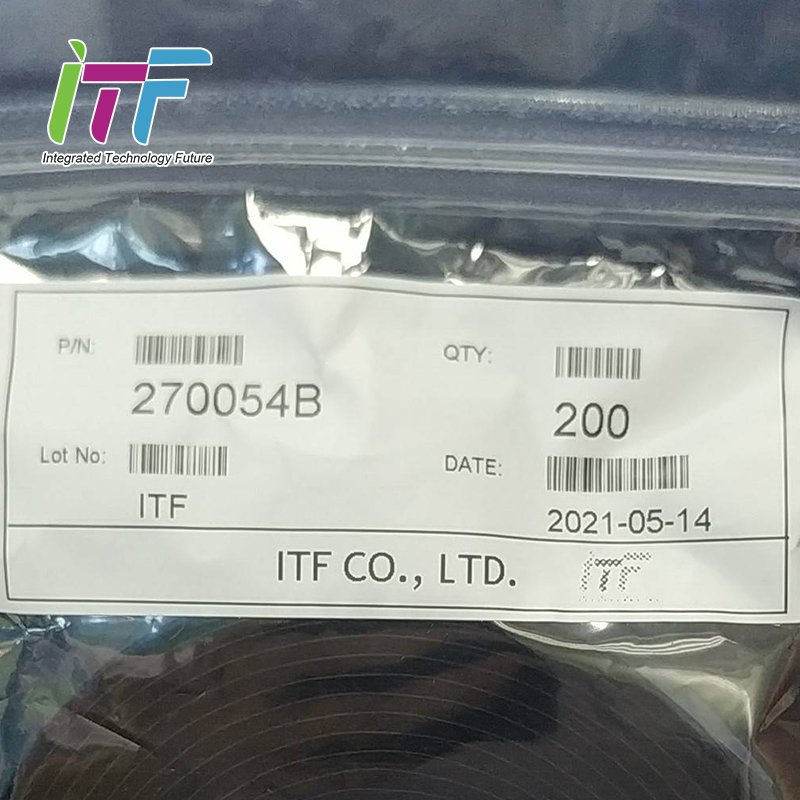 ITF
Integrated Technology Future
P/N:
270054B
QTY:
200
Lot No:
ITF
DATE:
2021-05-14
ITF CO., LTD.
ITF